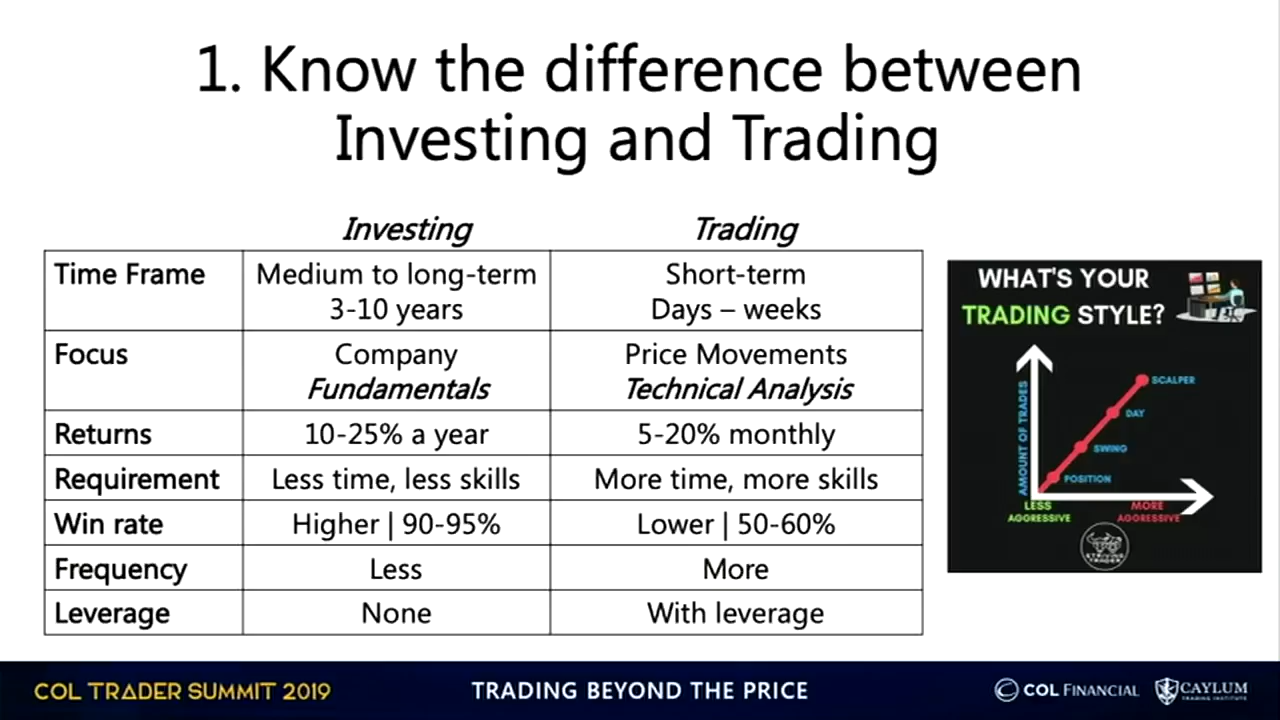 1. Know the difference between
Investing and Trading
Investing Trading
Time Frame Medium to long-term Short-term
3-10 years Days – weeks
Focus Company Price Movements
Fundamentals Technical Analysis
Returns 10-25% a year 5-20% monthly
Requirement Less time, less skills More time, more skills
Win rate Higher | 90-95% Lower | 50-60%
Frequency Less More
Leverage None With leverage
WHAT'S YOUR
TRADING STYLE?
AMOUNT OF TRADES
SCALPER
DAY
SWING
POSITION
LESS
AGGRESSIVE
MORE
AGGRESSIVE
STRIVING
TRADER
COL TRADER SUMMIT 2019
TRADING BEYOND THE PRICE
COL FINANCIAL
CAYLUM
TRADING INSTITUTE